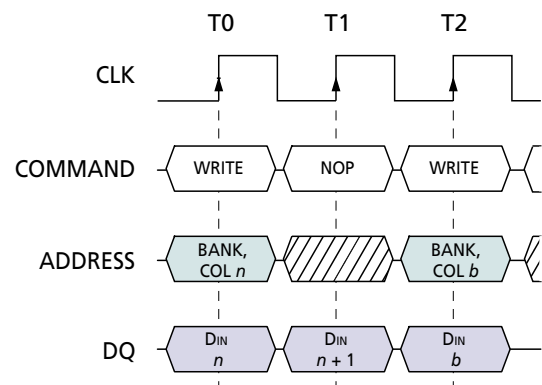 T0 T1 T2
CLK
COMMAND WRITE NOP WRITE
ADDRESS BANK, COL n BANK, COL b
DQ DIN n DIN n + 1 DIN b